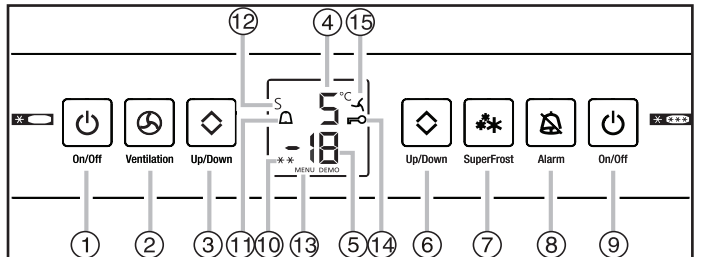 12 4 15
S 5 °C
-18
MENU DEMO
On/Off Ventilation Up/Down Up/Down SuperFrost Alarm On/Off
1 2 3 11 10 13 5 14 6 7 8 9